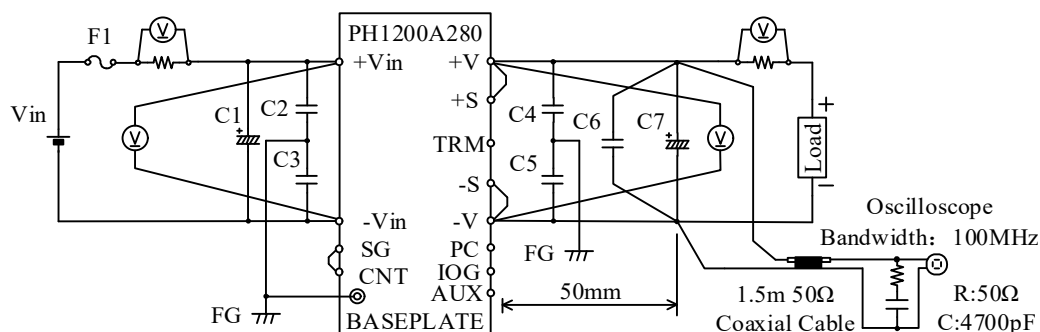 PH1200A280
F1
V
V
+Vin
+V
Vin
C1
C2
+S
C4
C6
C7
+
V
+
+
V
Load
+
TRM
C3
C5
-S
−
-Vin
-V
Oscilloscope
SG
PC
FG
Bandwidth: 100MHz
CNT
IOG
AUX
50mm
1.5m 50Ω
R:50Ω
FG
BASEPLATE
Coaxial Cable
C:4700pF